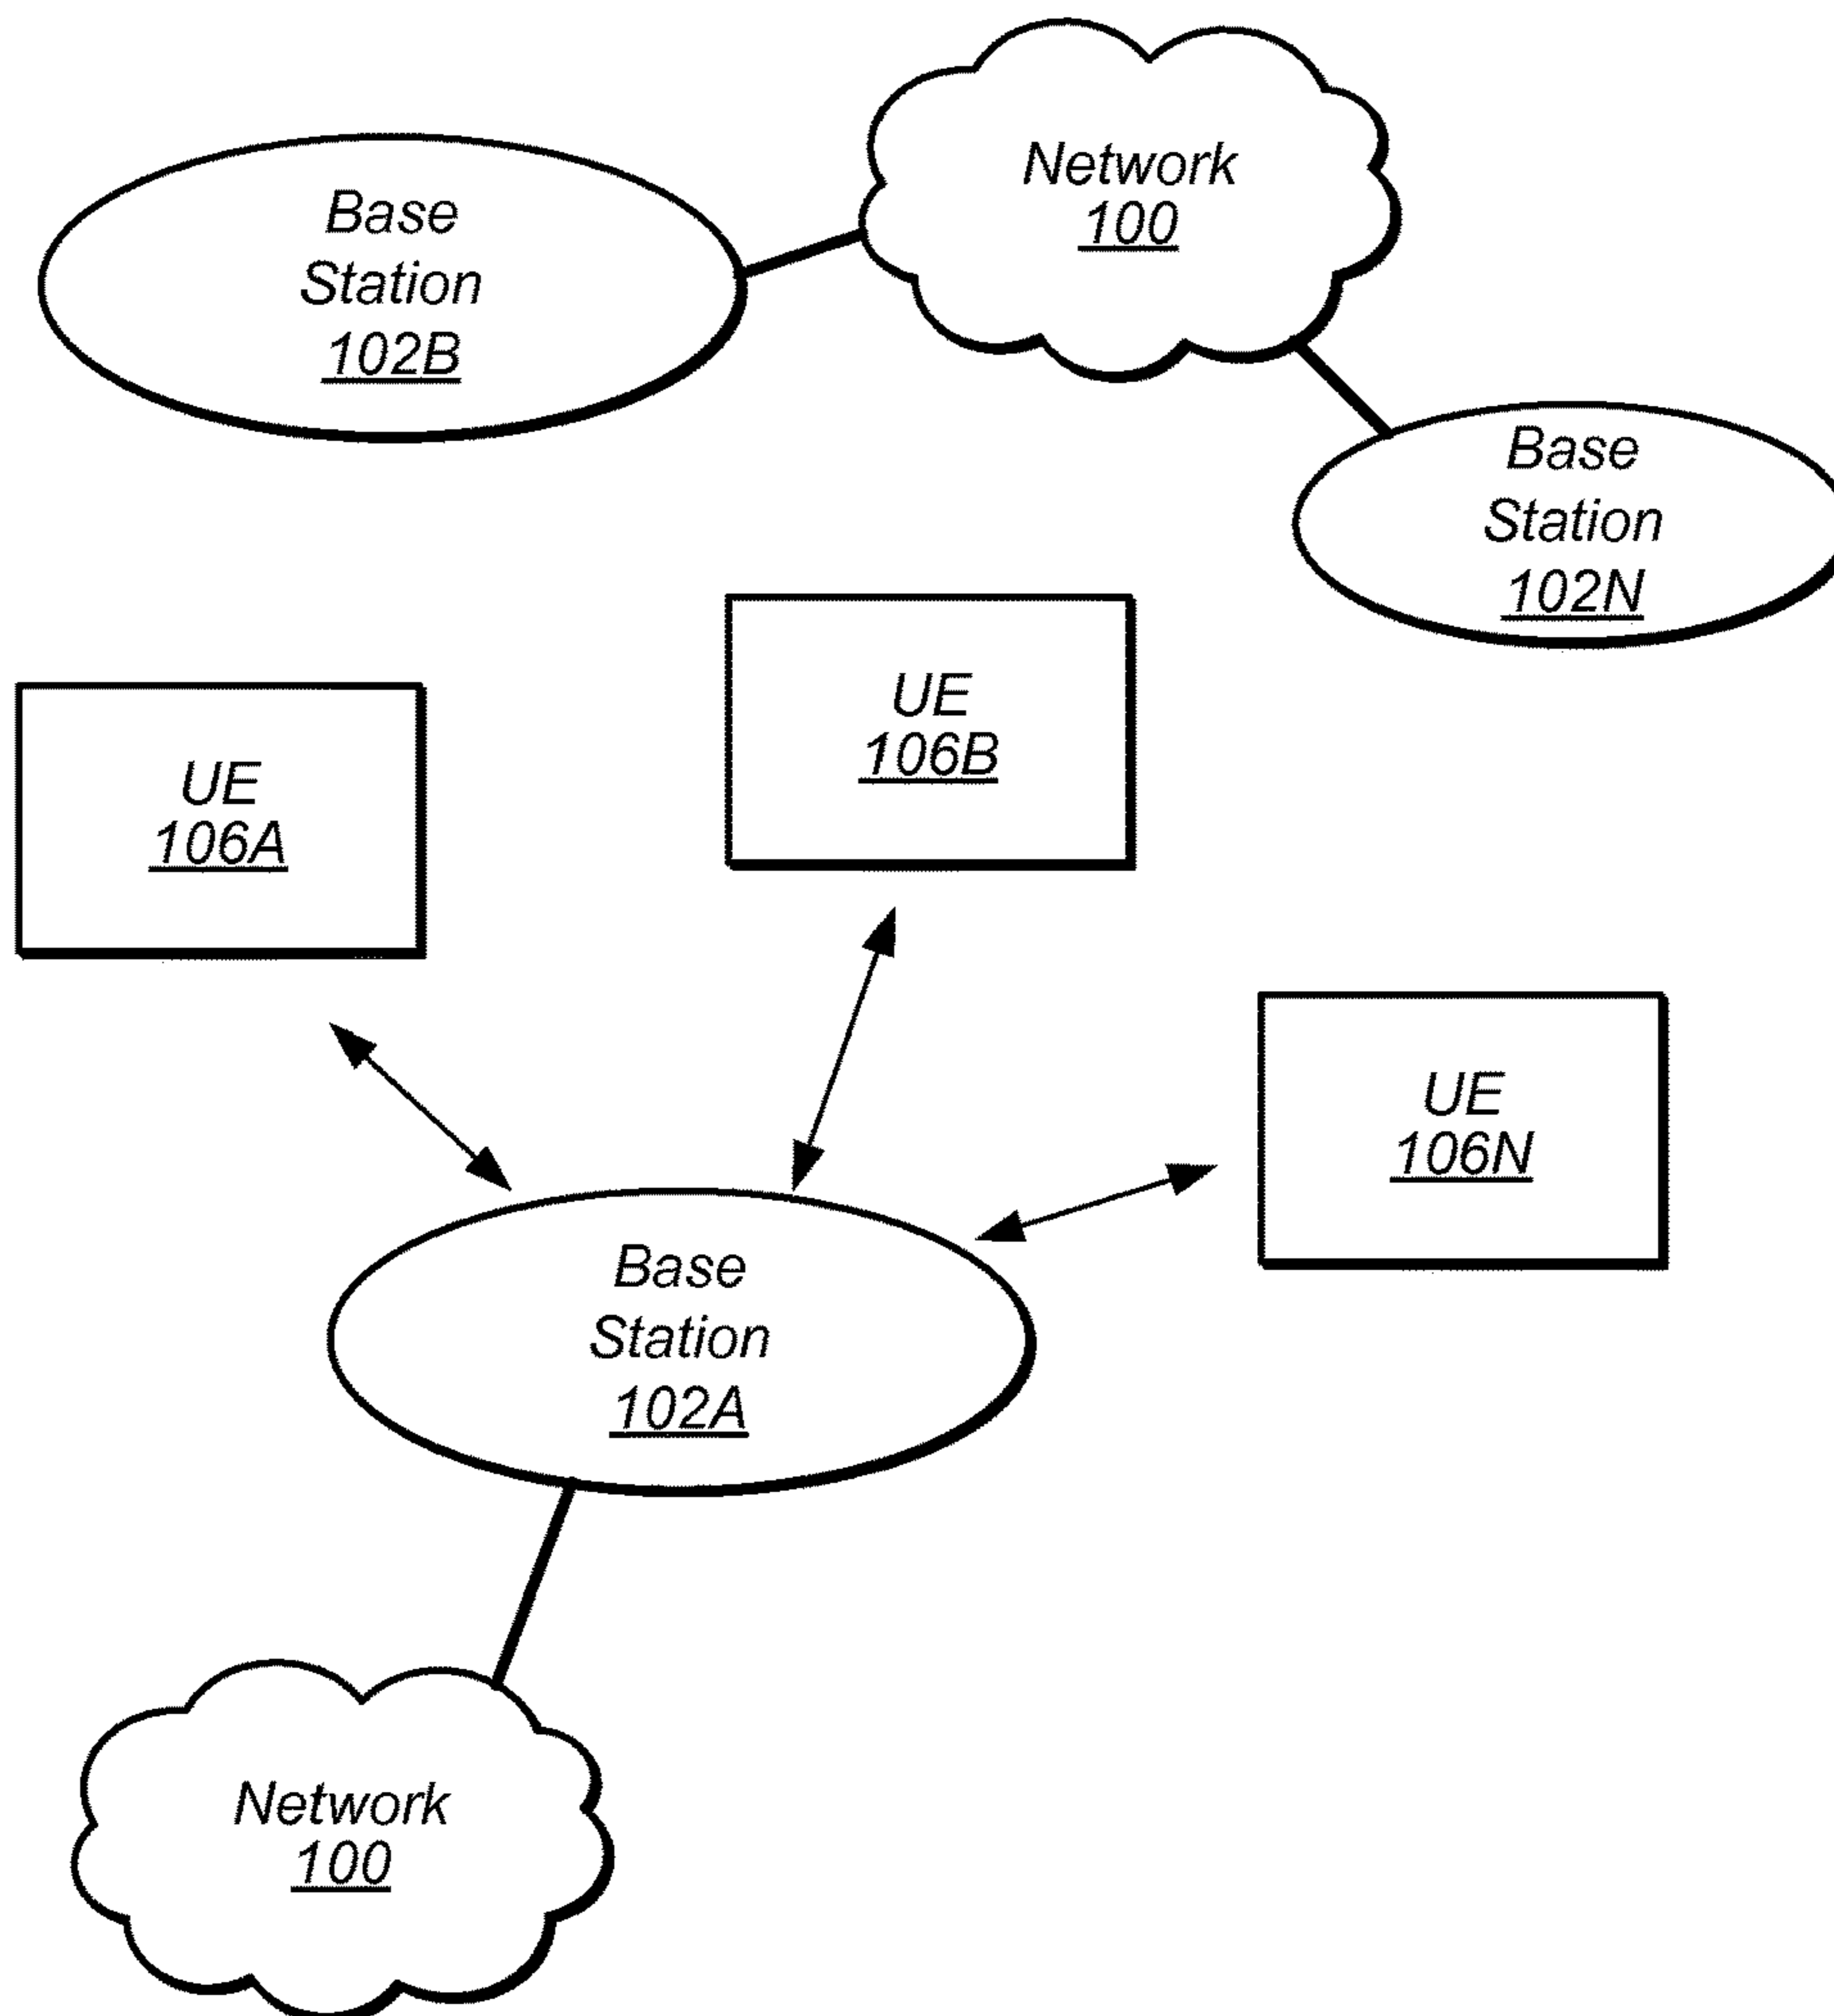 Network
100
Base
Station
102B
Base
Station
102N
UE
106B
UE
106A
UE
106N
Base
Station
102A
Network
100